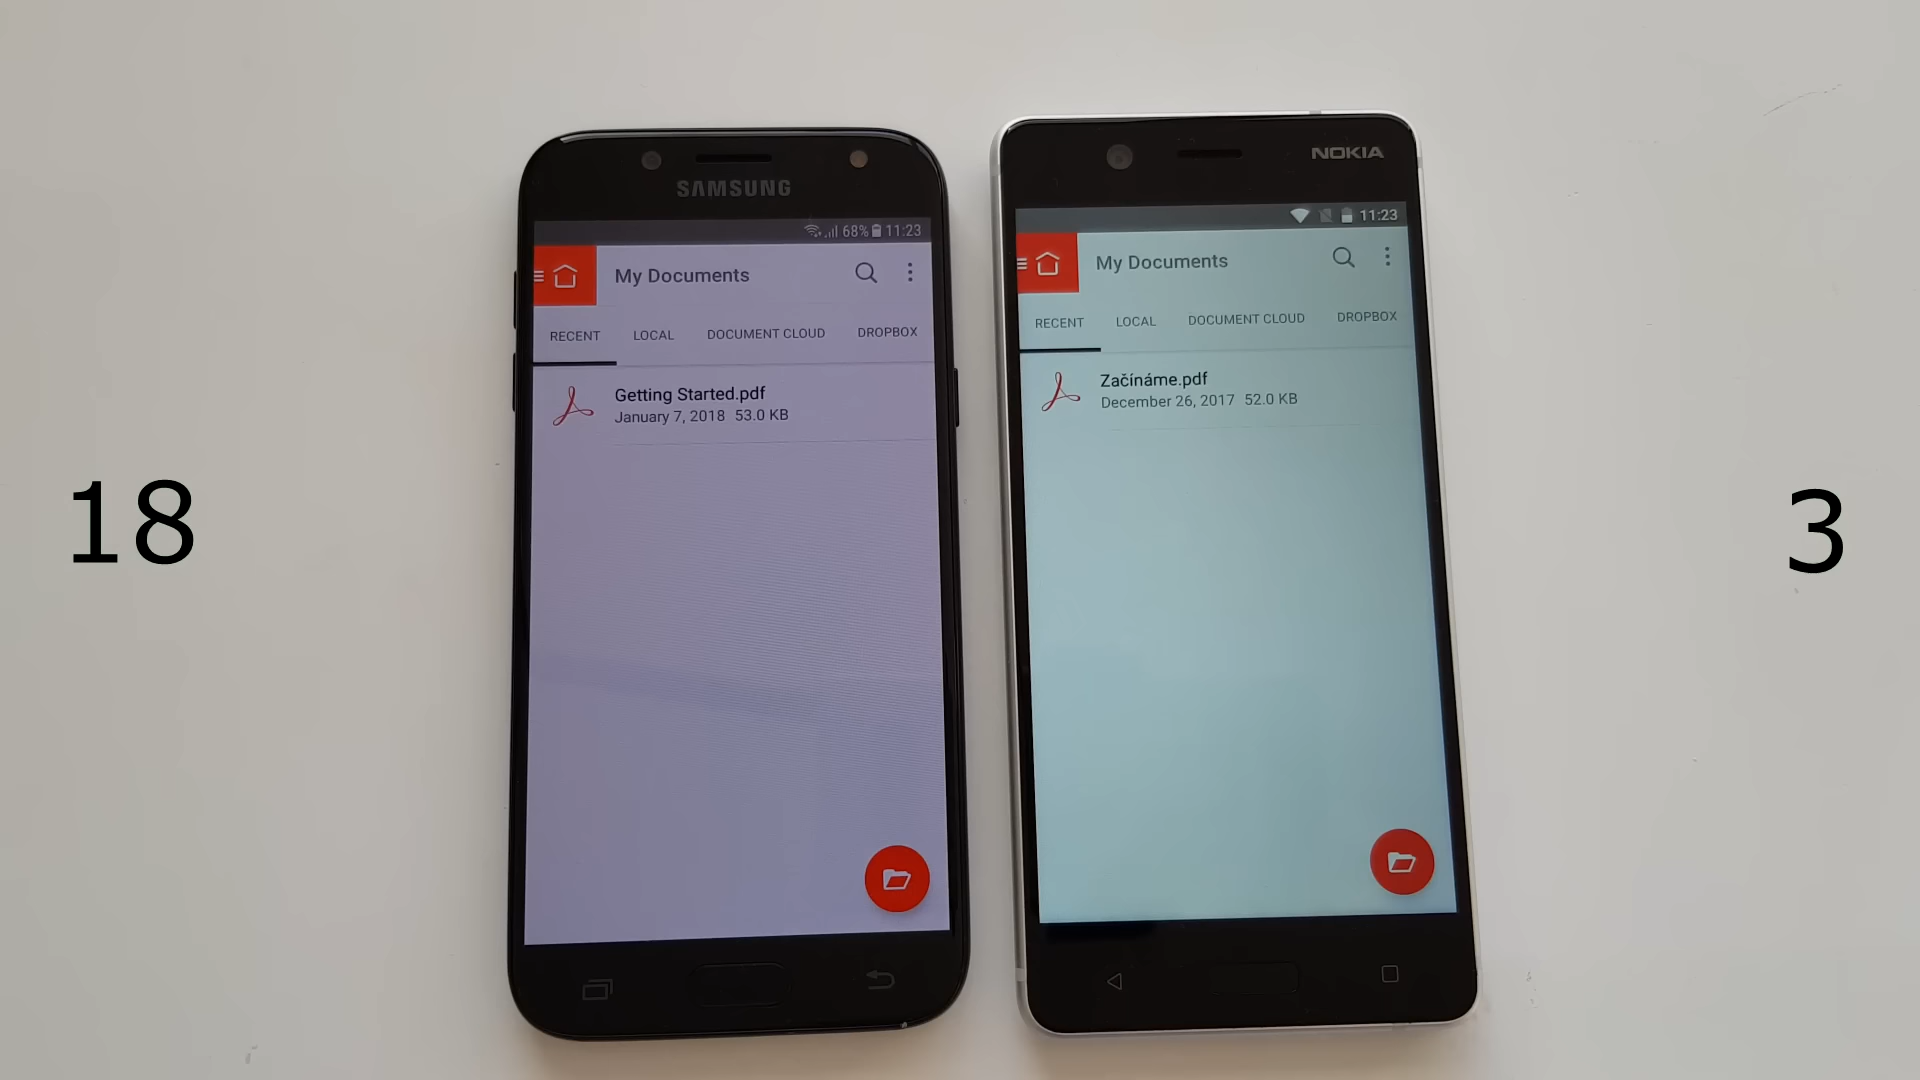 SAMSUNG
68% 11:23
My Documents
RECENT LOCAL DOCUMENT CLOUD DROPBOX
Getting Started.pdf
January 7, 2018 53.0 KB
18
NOKIA
11:23
My Documents
RECENT LOCAL DOCUMENT CLOUD DROPBOX
Začínáme.pdf
December 26, 2017 52.0 KB
3